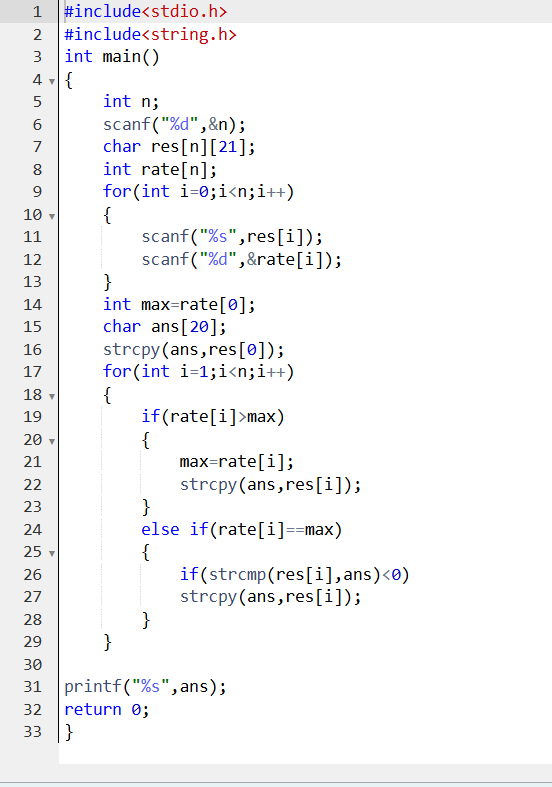 1 #include<stdio.h>
2 #include<string.h>
3 int main()
4 {
5     int n;
6     scanf("%d",&n);
7     char res[n][21];
8     int rate[n];
9     for(int i=0;i<n;i++)
10     {
11         scanf("%s",res[i]);
12         scanf("%d",&rate[i]);
13     }
14     int max=rate[0];
15     char ans[20];
16     strcpy(ans,res[0]);
17     for(int i=1;i<n;i++)
18     {
19         if(rate[i]>max)
20         {
21             max=rate[i];
22             strcpy(ans,res[i]);
23         }
24         else if(rate[i]==max)
25         {
26             if(strcmp(res[i],ans)<0)
27             strcpy(ans,res[i]);
28         }
29     }
30
31 printf("%s",ans);
32 return 0;
33 }